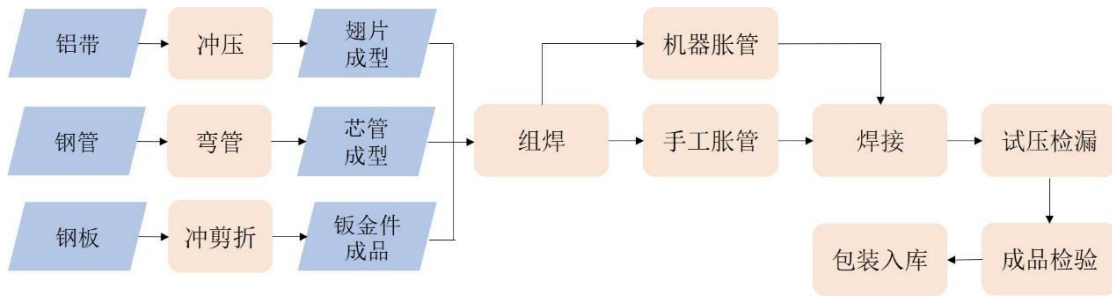 铝带
冲压
翅片
成型
机器胀管
钢管
弯管
芯管
成型
组焊
手工胀管
焊接
试压检漏
钢板
冲剪折
钣金件
成品
包装入库
成品检验